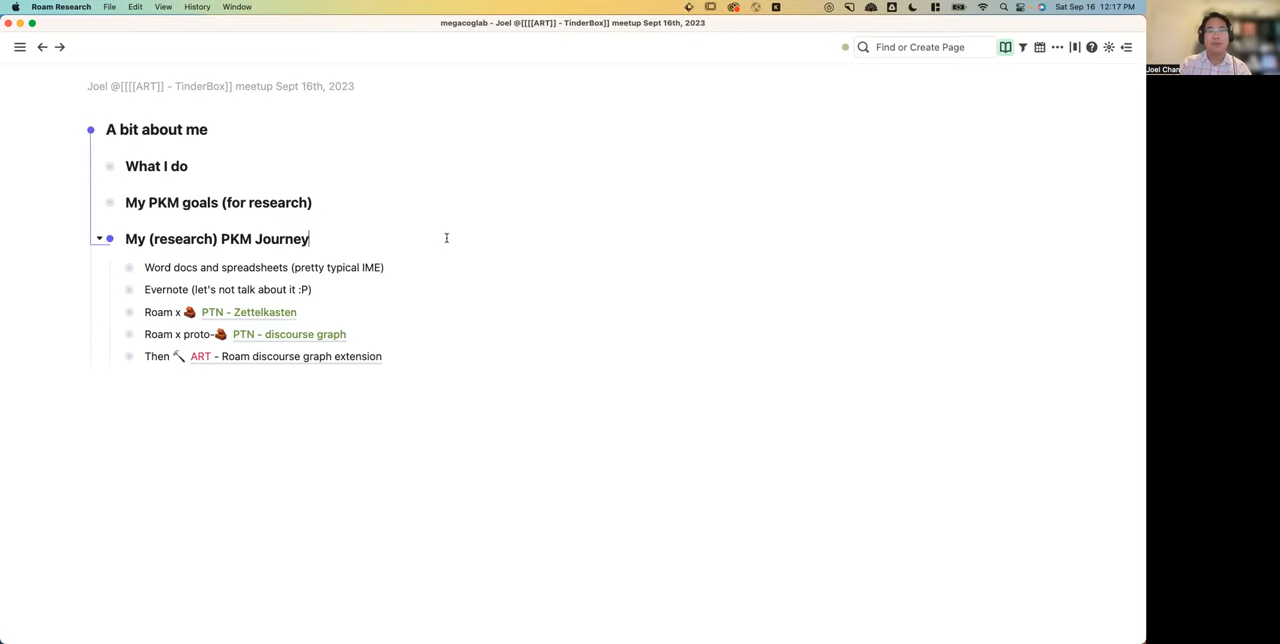 Roam Research File Edit View History Window Sat Sep 16 12:17 PM
megacoglab - Joel @[[[[ART]] - TinderBox]] meetup Sept 16th, 2023
Find or Create Page
Joel Chan
Joel @[[[[ART]] - TinderBox]] meetup Sept 16th, 2023
A bit about me
What I do
My PKM goals (for research)
My (research) PKM Journey
Word docs and spreadsheets (pretty typical IME)
Evernote (let's not talk about it :P)
Roam x PTN - Zettelkasten
Roam x proto- PTN - discourse graph
Then ART - Roam discourse graph extension